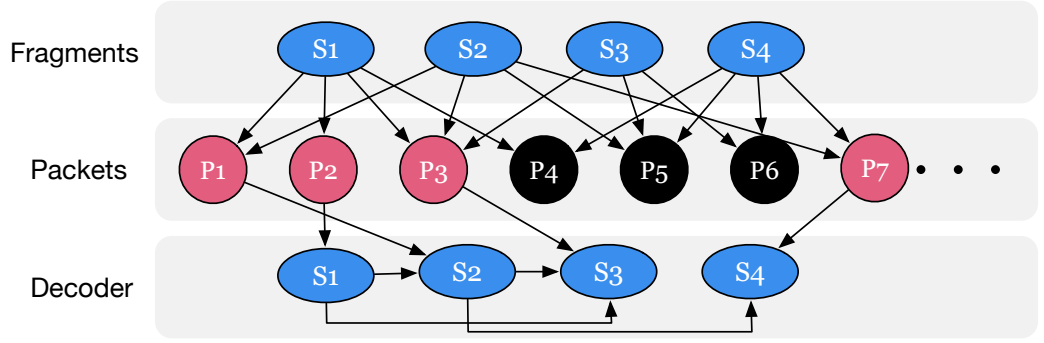 Fragments
S1 S2 S3 S4
Packets
P1 P2 P3 P4 P5 P6 P7
Decoder
S1 S2 S3 S4